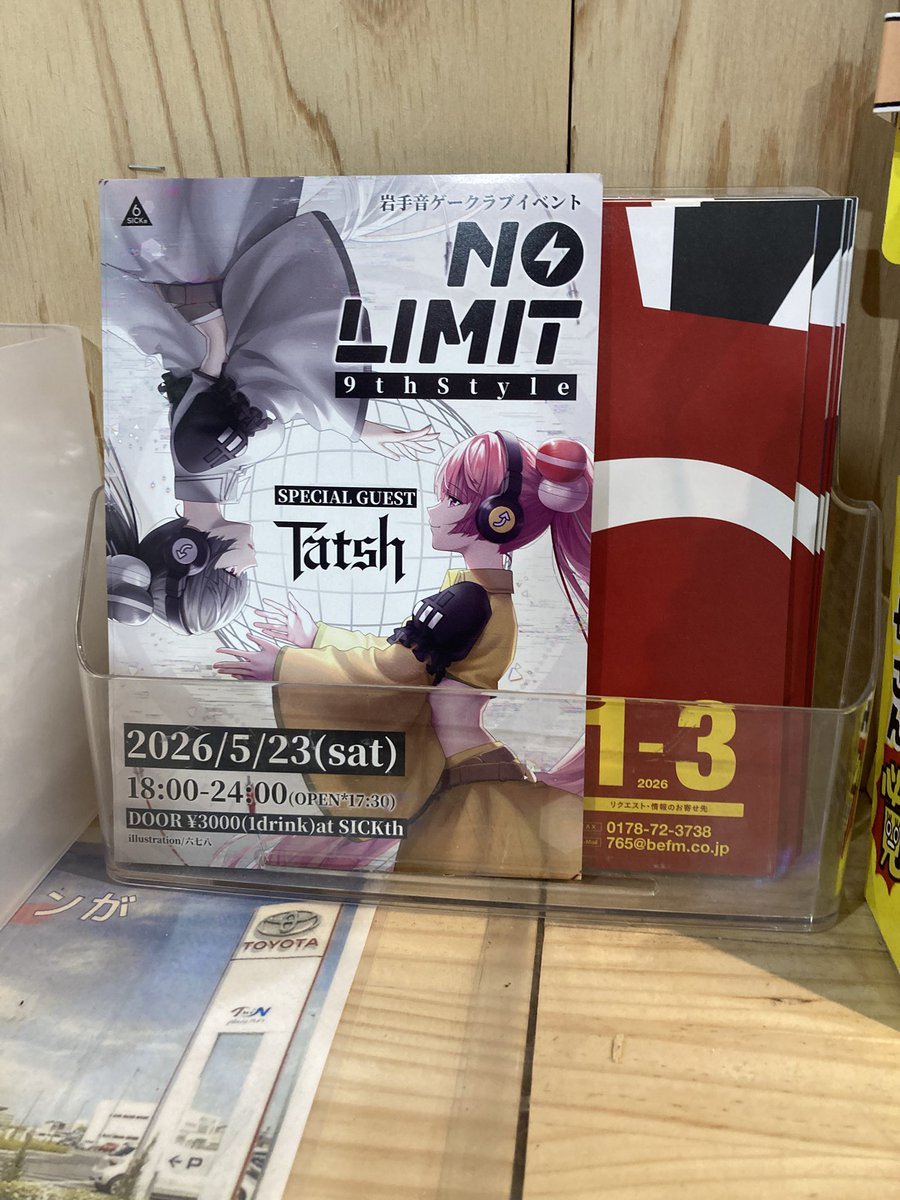 6
SICKth
岩手音ゲークラブイベント
NO
LIMIT
9thStyle
SPECIAL GUEST
Tatsh
2026/5/23(sat)
18:00-24:00(OPEN*17:30)
DOOR ¥3000(1drink)at SICKth
illustration/六七八
1-3
2026
リクエスト・情報のお寄せ先
0178-72-3738
765@befm.co.jp
ンが
TOYOTA
P